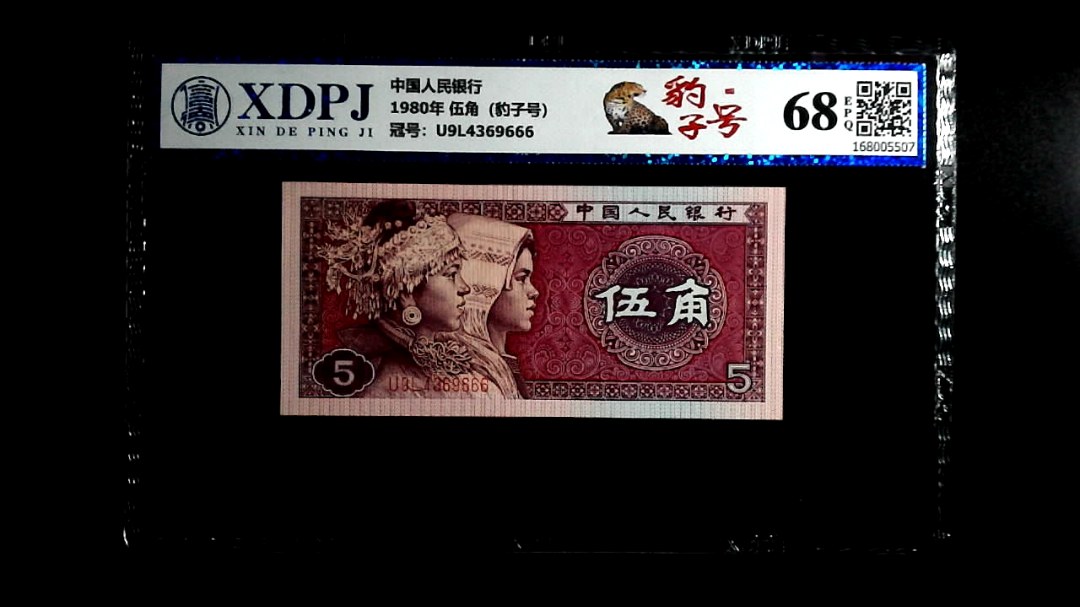 XDPJ
XIN DE PING JI
中国人民银行
1980年 伍角（豹子号）
冠号：U9L4369666
豹子号
68
EPQ
168005507
中国人民银行
伍角
5
U9L4369666
5